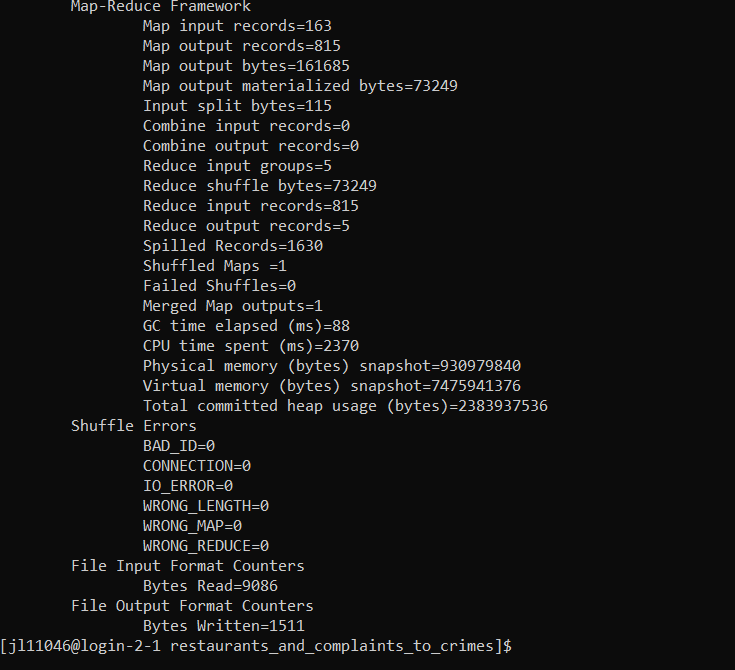 Map-Reduce Framework
Map input records=163
Map output records=815
Map output bytes=161685
Map output materialized bytes=73249
Input split bytes=115
Combine input records=0
Combine output records=0
Reduce input groups=5
Reduce shuffle bytes=73249
Reduce input records=815
Reduce output records=5
Spilled Records=1630
Shuffled Maps =1
Failed Shuffles=0
Merged Map outputs=1
GC time elapsed (ms)=88
CPU time spent (ms)=2370
Physical memory (bytes) snapshot=930979840
Virtual memory (bytes) snapshot=7475941376
Total committed heap usage (bytes)=2383937536
Shuffle Errors
BAD_ID=0
CONNECTION=0
IO_ERROR=0
WRONG_LENGTH=0
WRONG_MAP=0
WRONG_REDUCE=0
File Input Format Counters
Bytes Read=9086
File Output Format Counters
Bytes Written=1511
[jl11046@login-2-1 restaurants_and_complaints_to_crimes]$